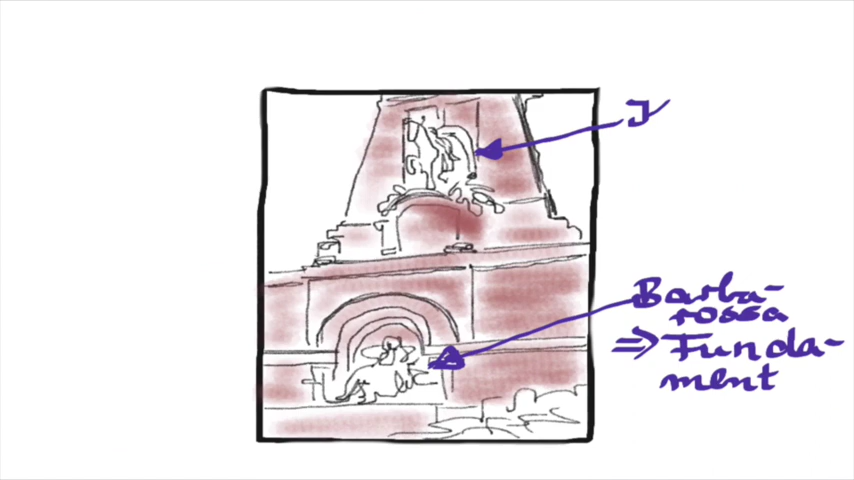 Barba-
rossa
⇒ Funda-
ment